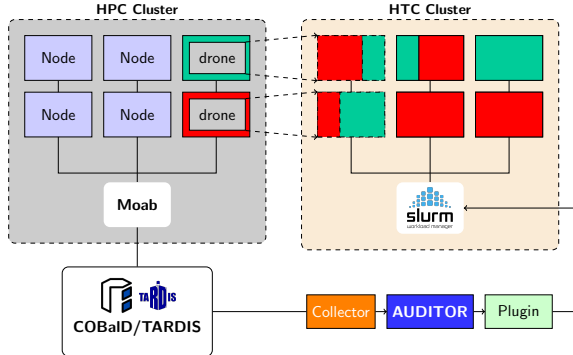 HPC Cluster
HTC Cluster
Node
Node
drone
Node
Node
drone
Moab
slurm
workload manager
TARDIS
COBalD/TARDIS
Collector
AUDITOR
Plugin